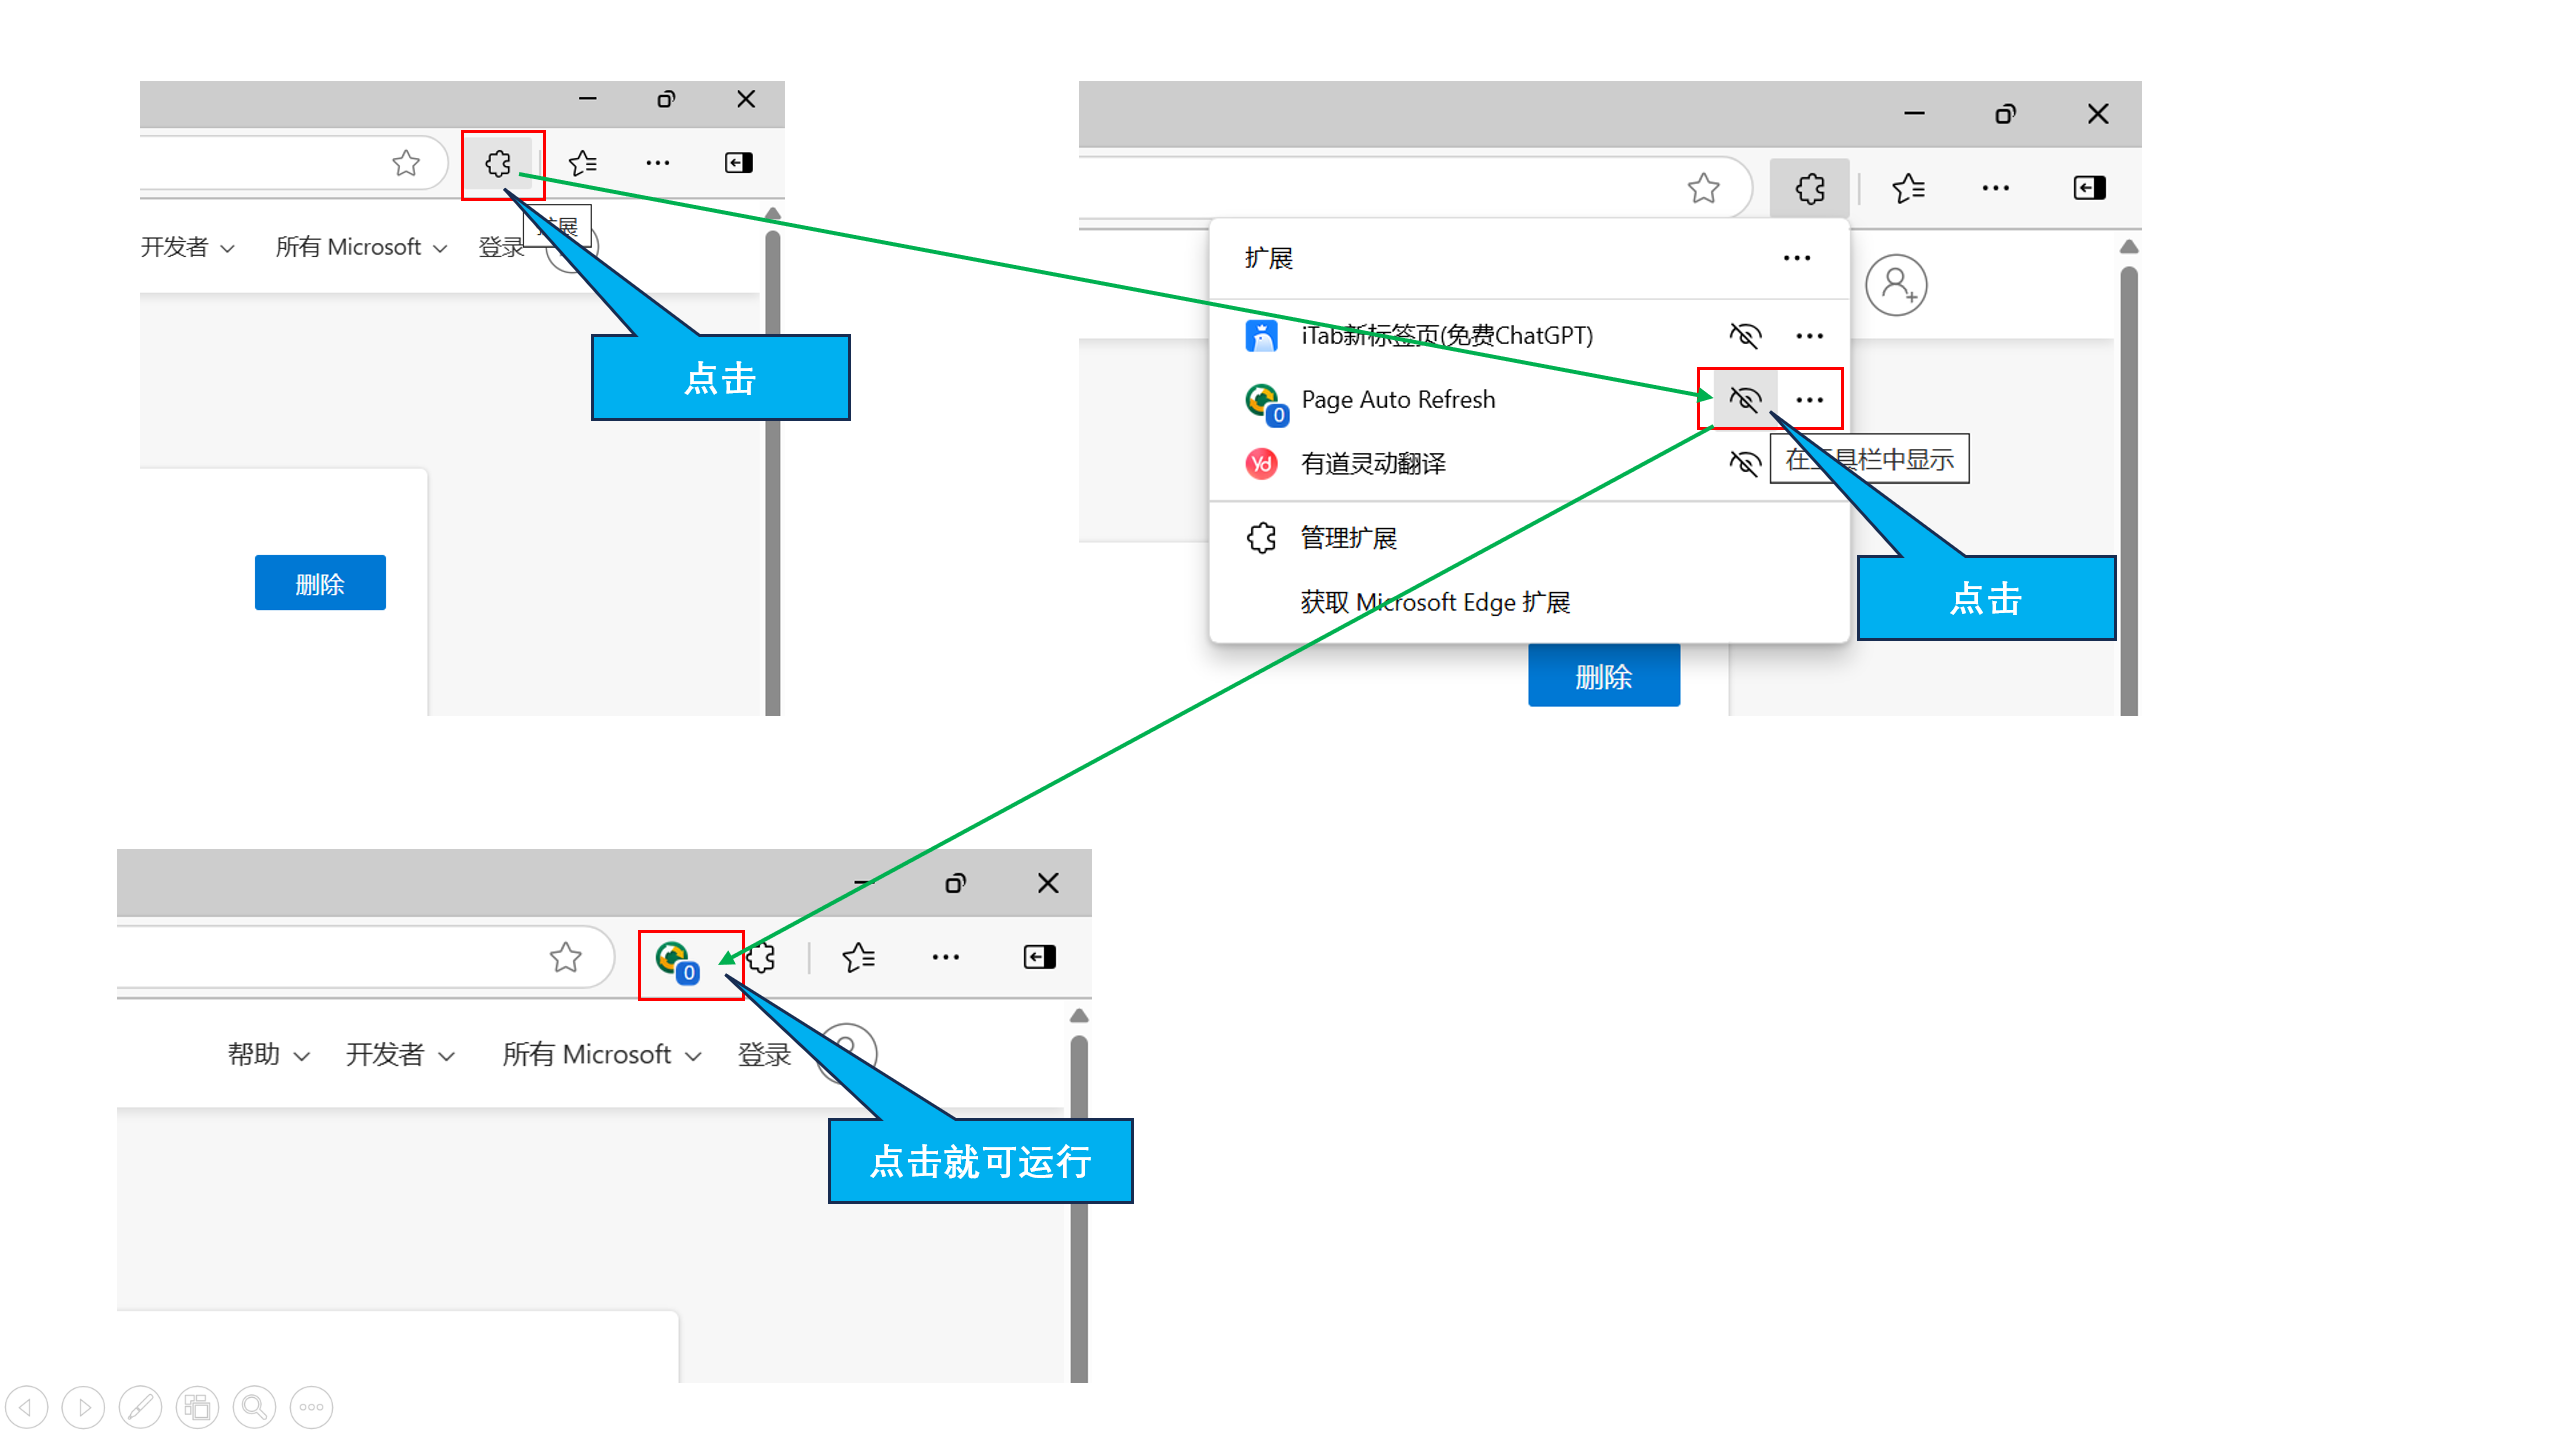 扩展
开发者
所有 Microsoft
登录
点击
删除
扩展
iTab新标签页(免费ChatGPT)
Page Auto Refresh
0
有道灵动翻译
yd
在工具栏中显示
管理扩展
获取 Microsoft Edge 扩展
点击
删除
0
帮助
开发者
所有 Microsoft
登录
点击就可运行